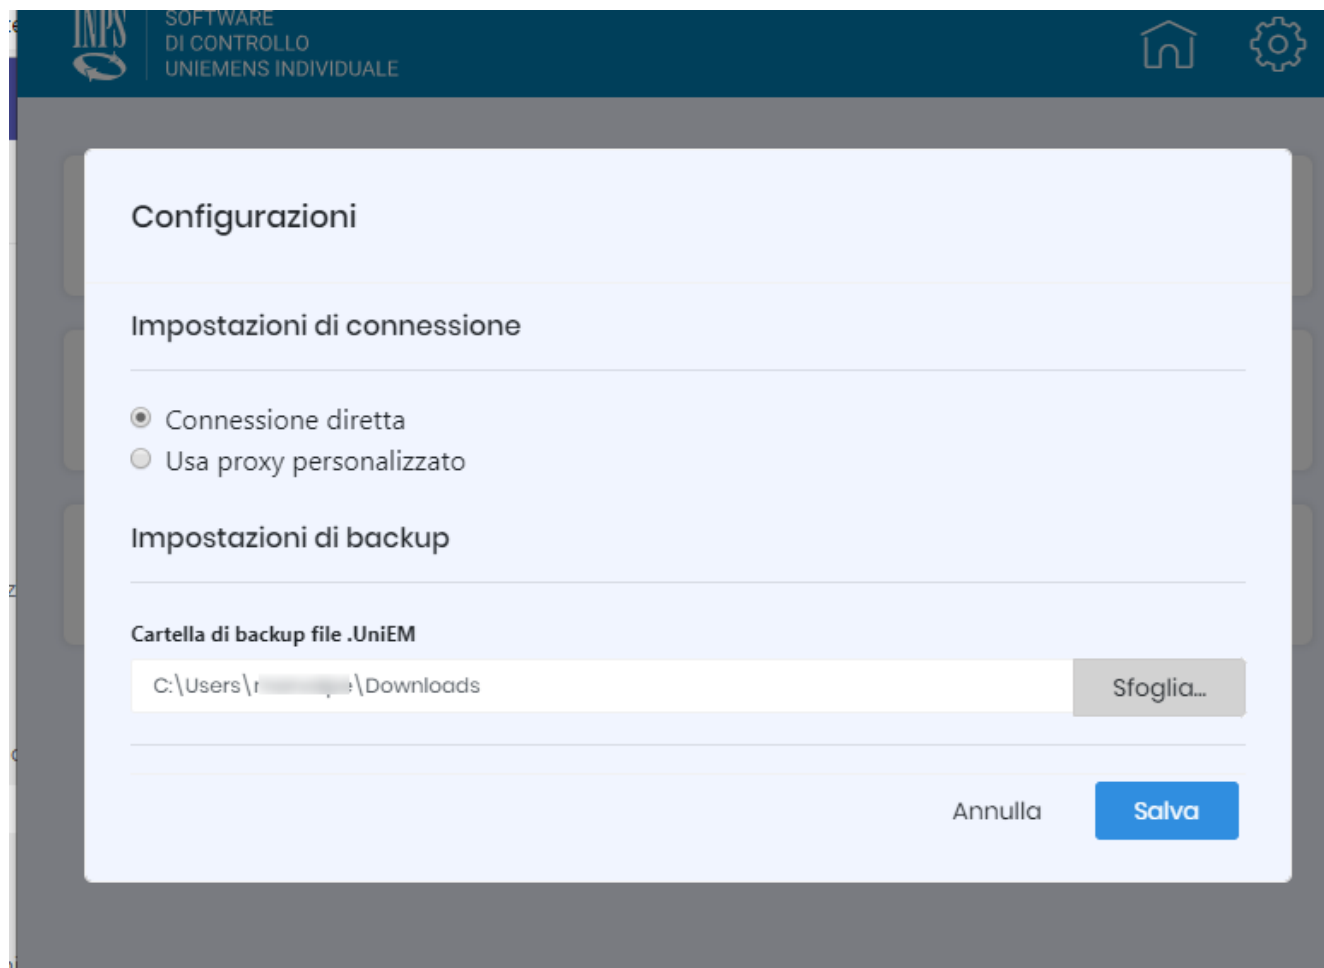 INPS
SOFTWARE
DI CONTROLLO
UNIEMENS INDIVIDUALE
Configurazioni
Impostazioni di connessione
Connessione diretta
Usa proxy personalizzato
Impostazioni di backup
Cartella di backup file .UniEM
C:\Users\ \Downloads
Sfoglia...
Annulla
Salva